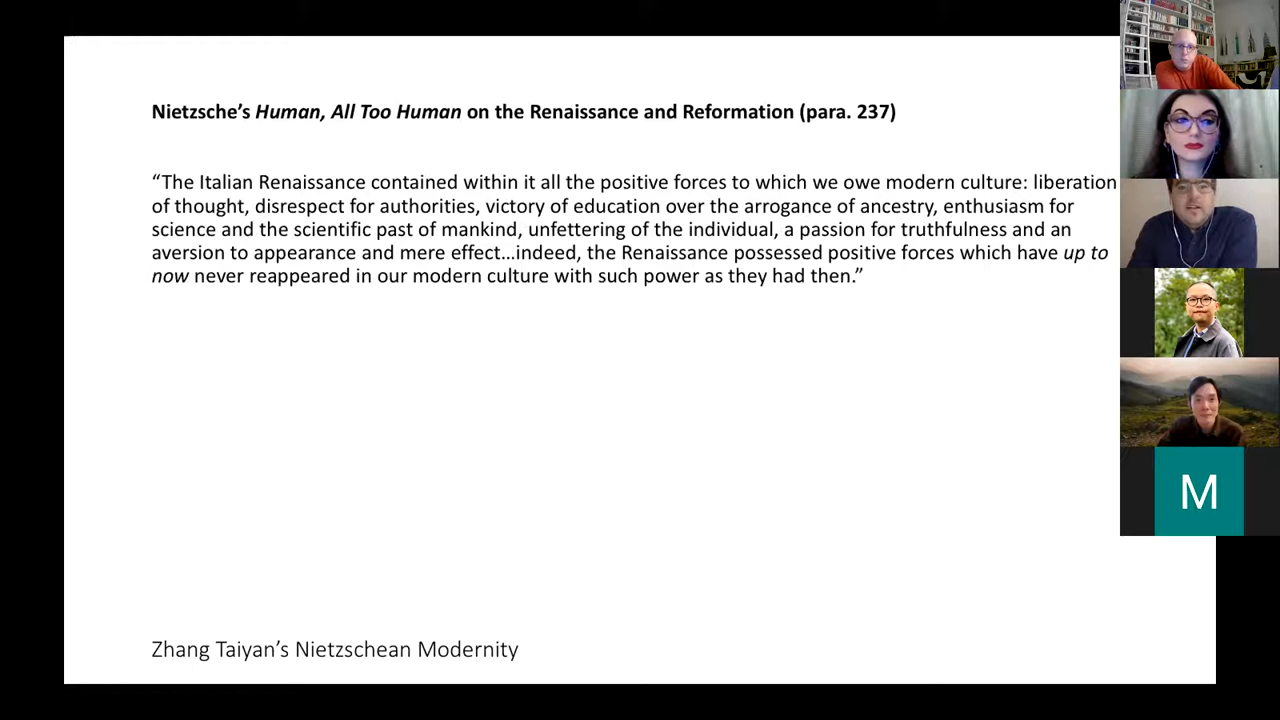 Nietzsche’s Human, All Too Human on the Renaissance and Reformation (para. 237)
“The Italian Renaissance contained within it all the positive forces to which we owe modern culture: liberation
of thought, disrespect for authorities, victory of education over the arrogance of ancestry, enthusiasm for
science and the scientific past of mankind, unfettering of the individual, a passion for truthfulness and an
aversion to appearance and mere effect…indeed, the Renaissance possessed positive forces which have up to
now never reappeared in our modern culture with such power as they had then.”
M
Zhang Taiyan’s Nietzschean Modernity